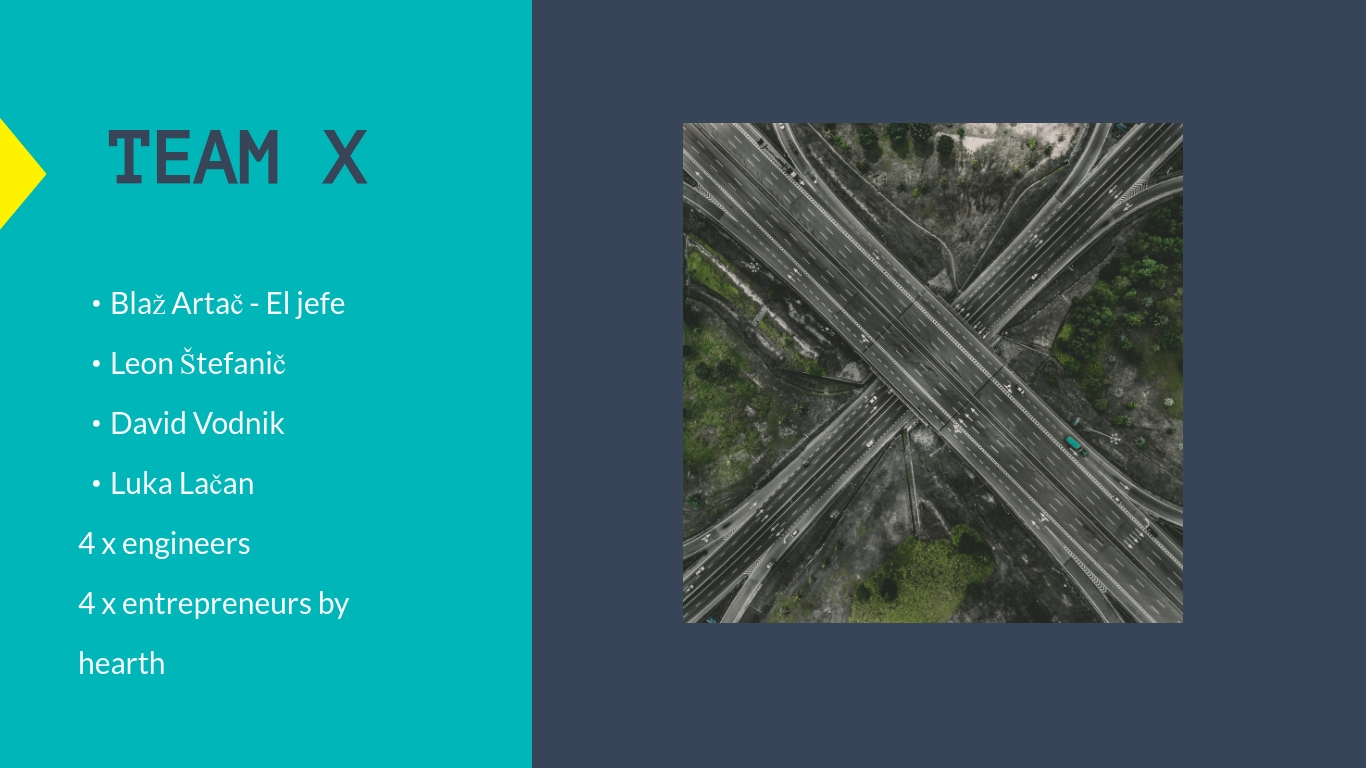 TEAM X
• Blaž Artač - El jefe
• Leon Štefanič
• David Vodnik
• Luka Lačan
4 x engineers
4 x entrepreneurs by
hearth